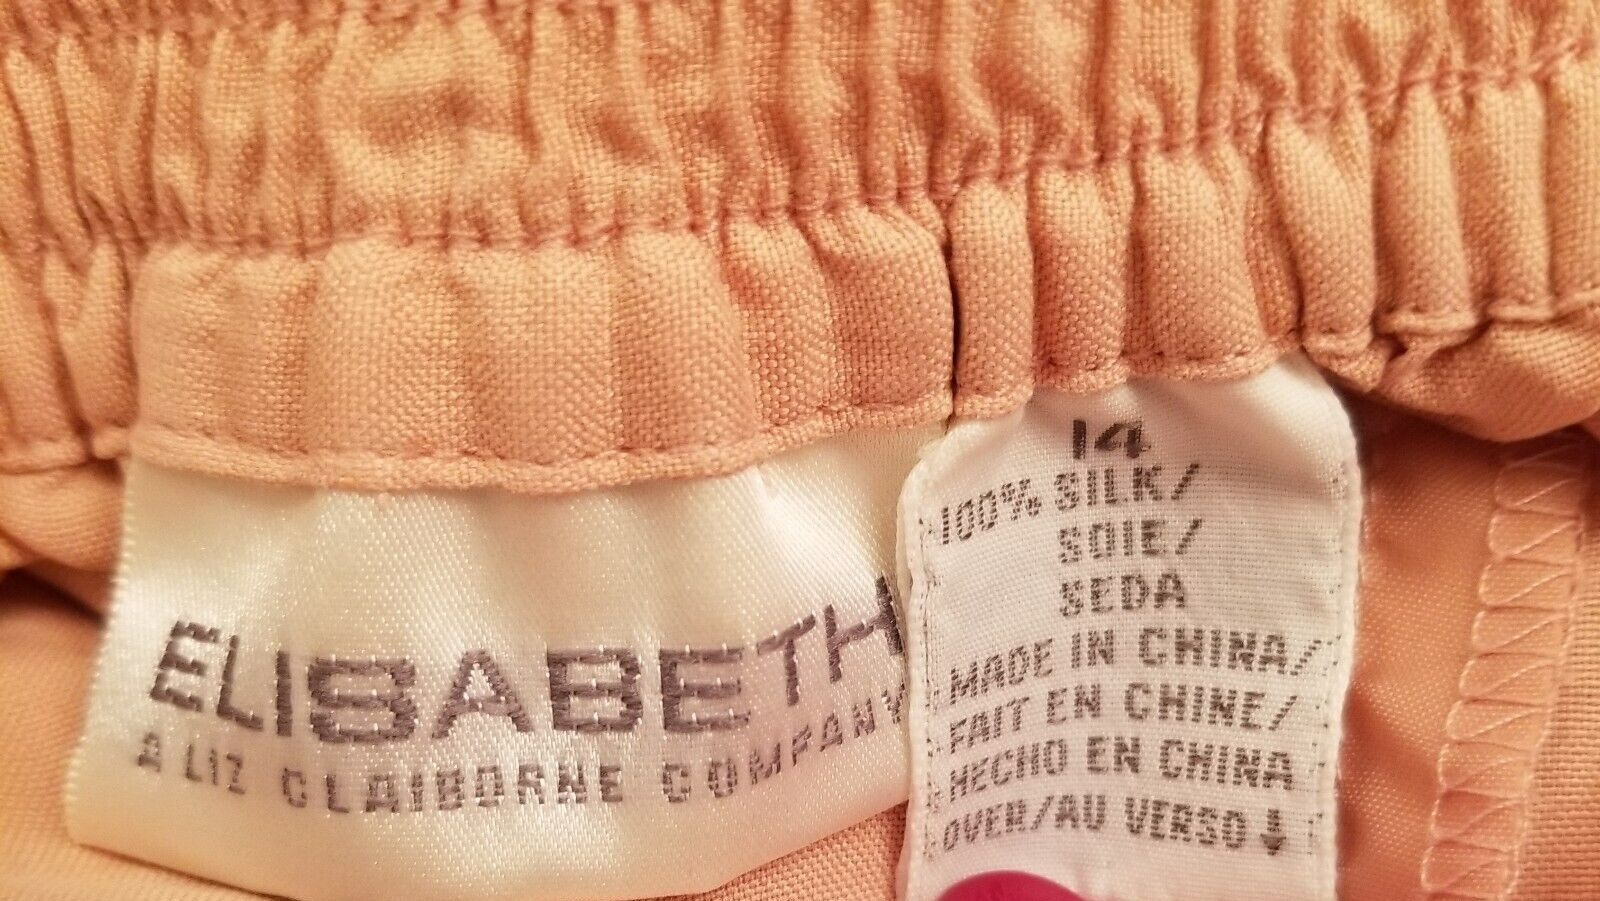 ELISABETH
A LIZ CLAIBORNE COMPANY
14
100% SILK/
SOIE/
SEDA
MADE IN CHINA/
FAIT EN CHINE/
HECHO EN CHINA
OVER/AU VERSO ↓